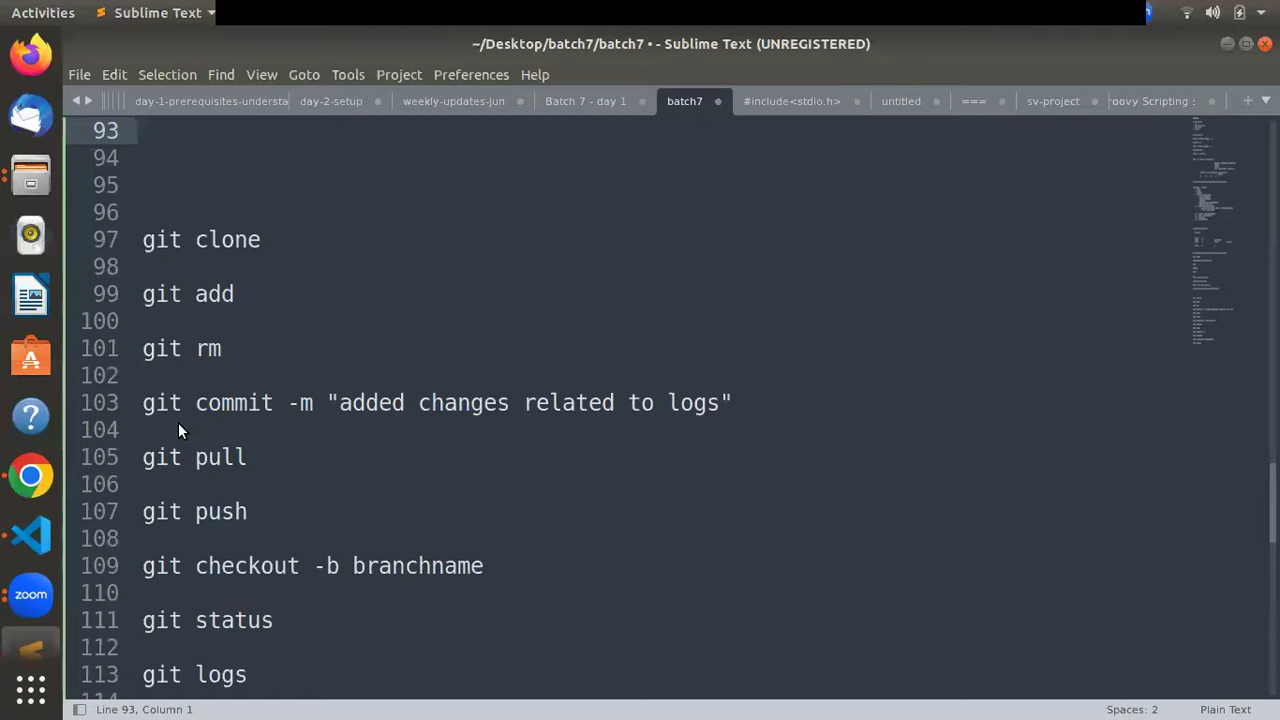 Activities Sublime Text
~/Desktop/batch7/batch7 • - Sublime Text (UNREGISTERED)
File Edit Selection Find View Goto Tools Project Preferences Help
day-1-prerequisites-understa day-2-setup weekly-updates-jun Batch 7 - day 1 batch7 #include<stdio.h> untitled === sv-project oovy Scripting :
93
94
95
96
97 git clone
98
99 git add
100
101 git rm
102
103 git commit -m "added changes related to logs"
104
105 git pull
106
107 git push
108
109 git checkout -b branchname
110
111 git status
112
113 git logs
114
zoom
Line 93, Column 1 Spaces: 2 Plain Text